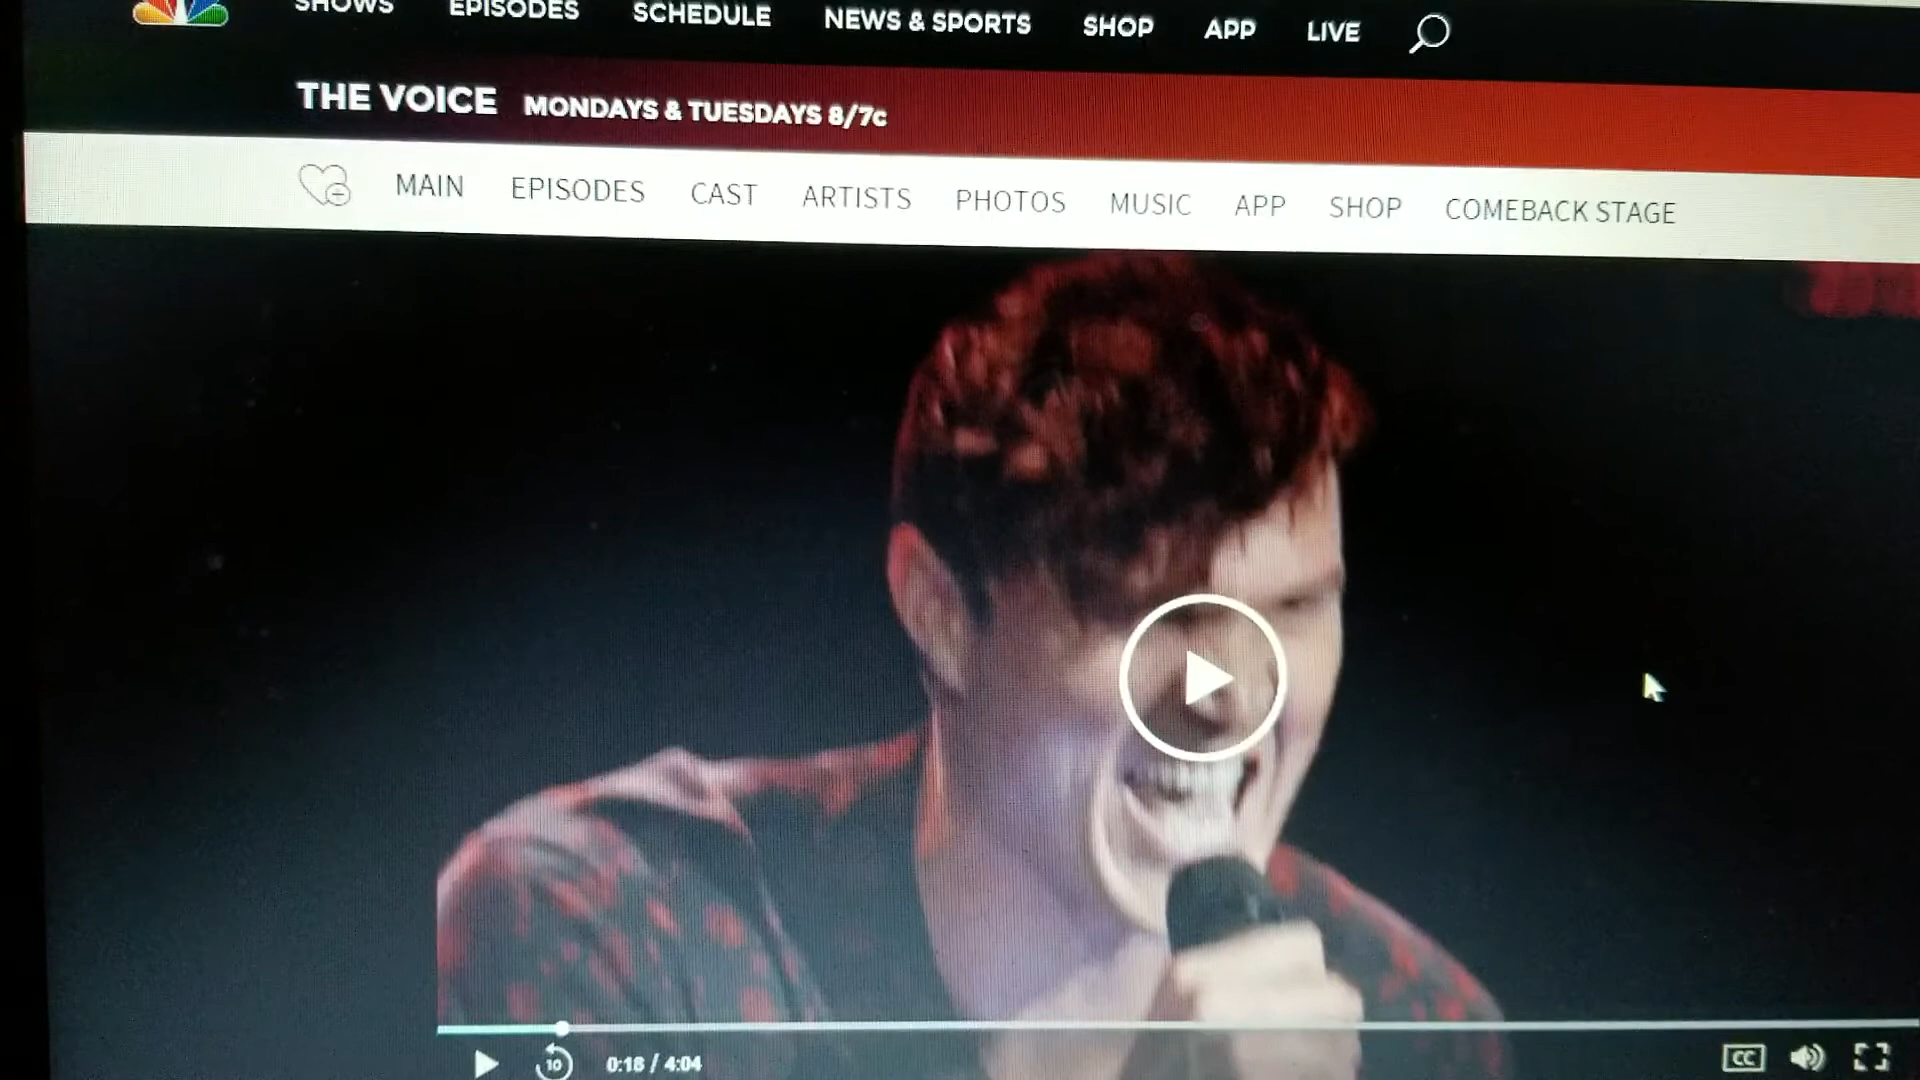 SHOWS EPISODES SCHEDULE NEWS & SPORTS SHOP APP LIVE
THE VOICE MONDAYS & TUESDAYS 8/7c
MAIN EPISODES CAST ARTISTS PHOTOS MUSIC APP SHOP COMEBACK STAGE
10 0:18 / 4:04 CC